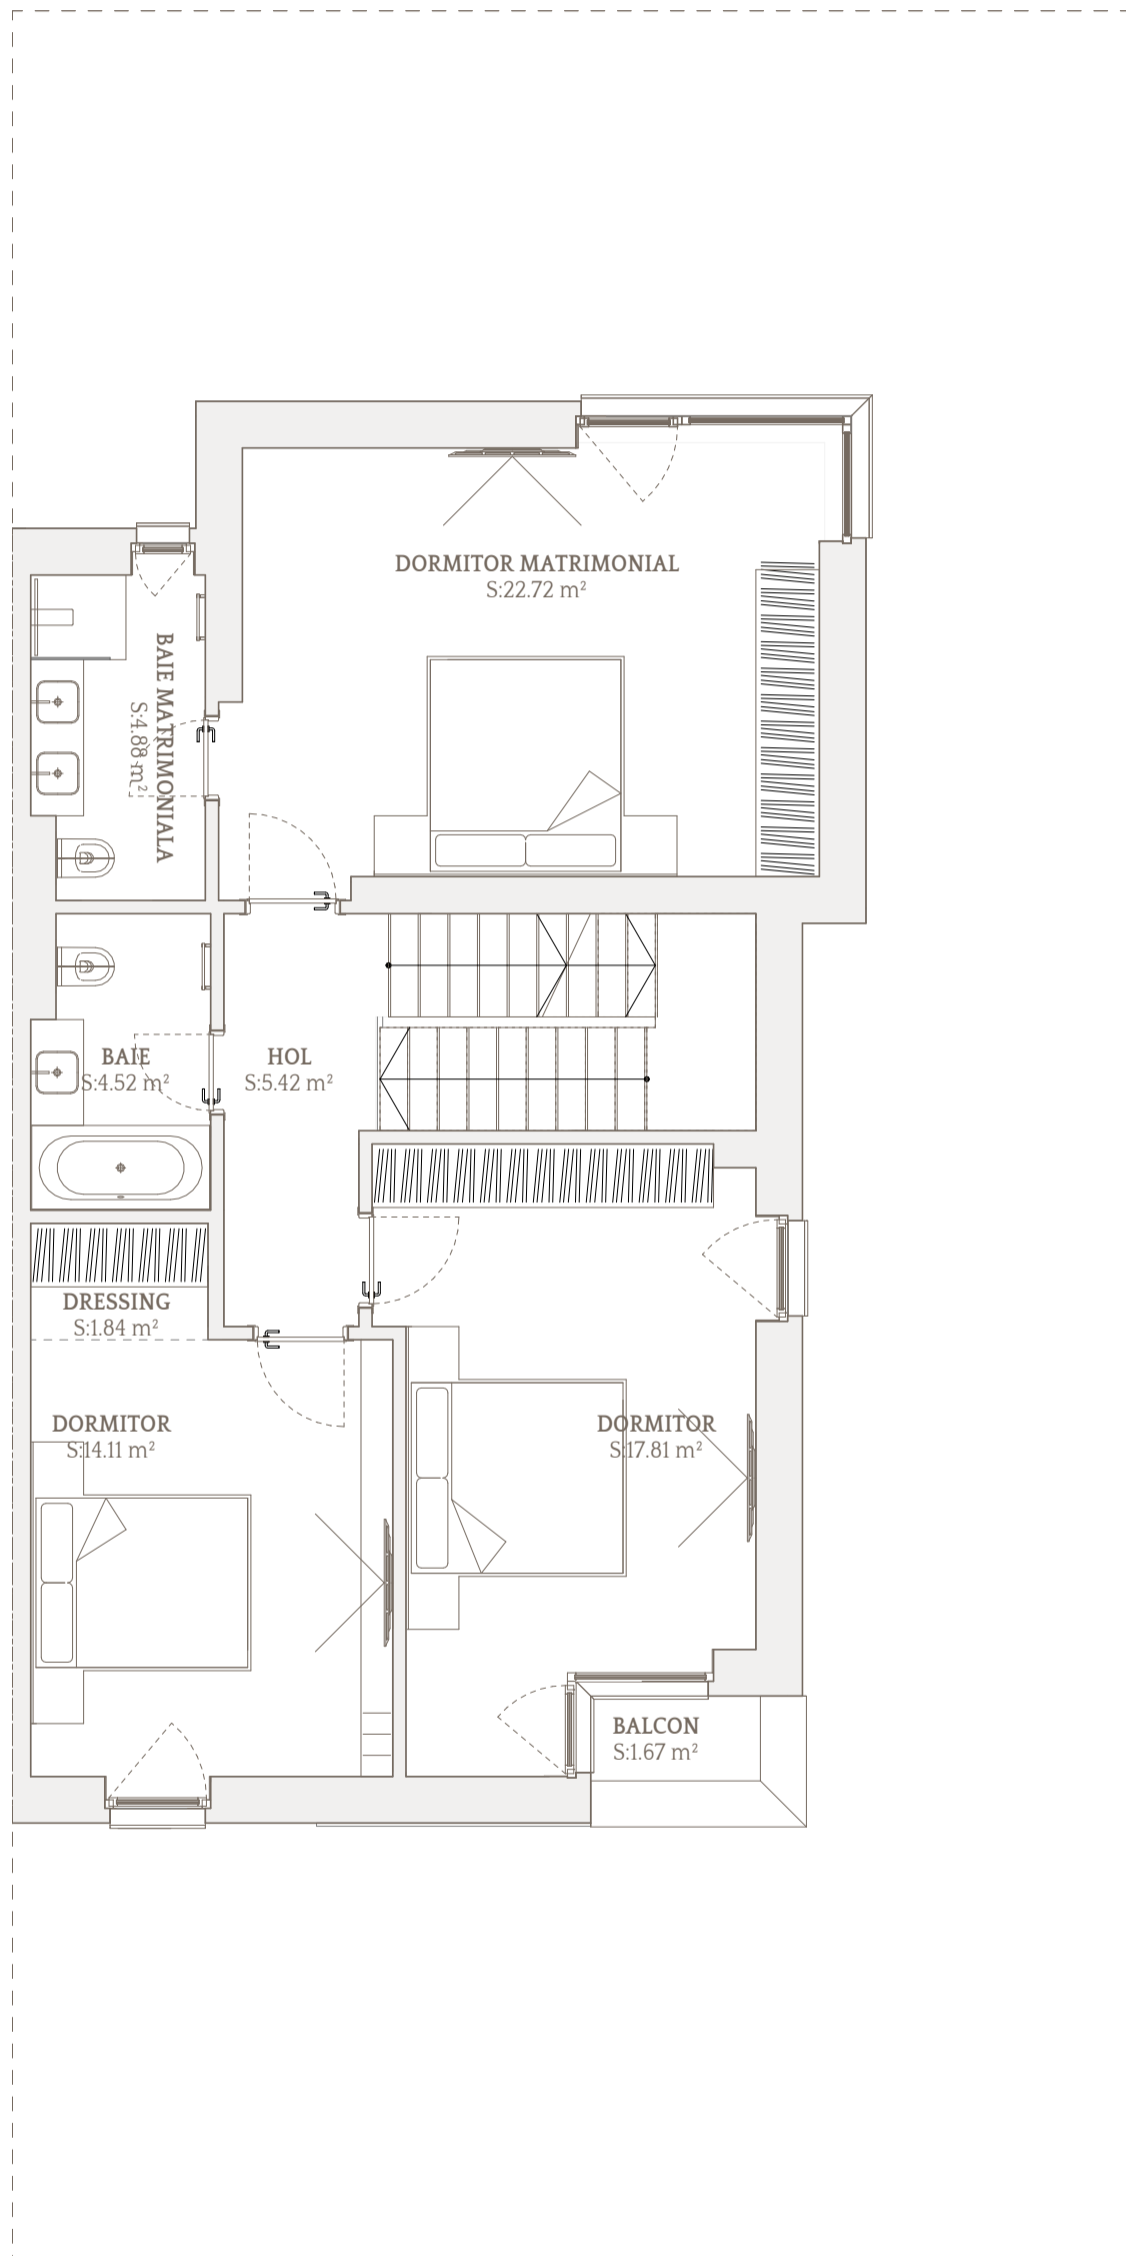 DORMITOR MATRIMONIAL
S:22.72 m²
BAIE MATRIMONIALA
S:4.88 m²
BAIE
S:4.52 m²
HOL
S:5.42 m²
DRESSING
S:1.84 m²
DORMITOR
S:14.11 m²
DORMITOR
S:17.81 m²
BALCON
S:1.67 m²